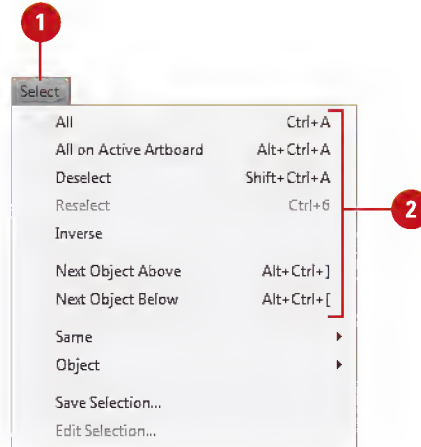 1
Select
All Ctrl+A
All on Active Artboard Alt+Ctrl+A
Deselect Shift+Ctrl+A
Reselect Ctrl+6
2
Inverse
Next Object Above Alt+Ctrl+]
Next Object Below Alt+Ctrl+[
Same
Object
Save Selection...
Edit Selection...